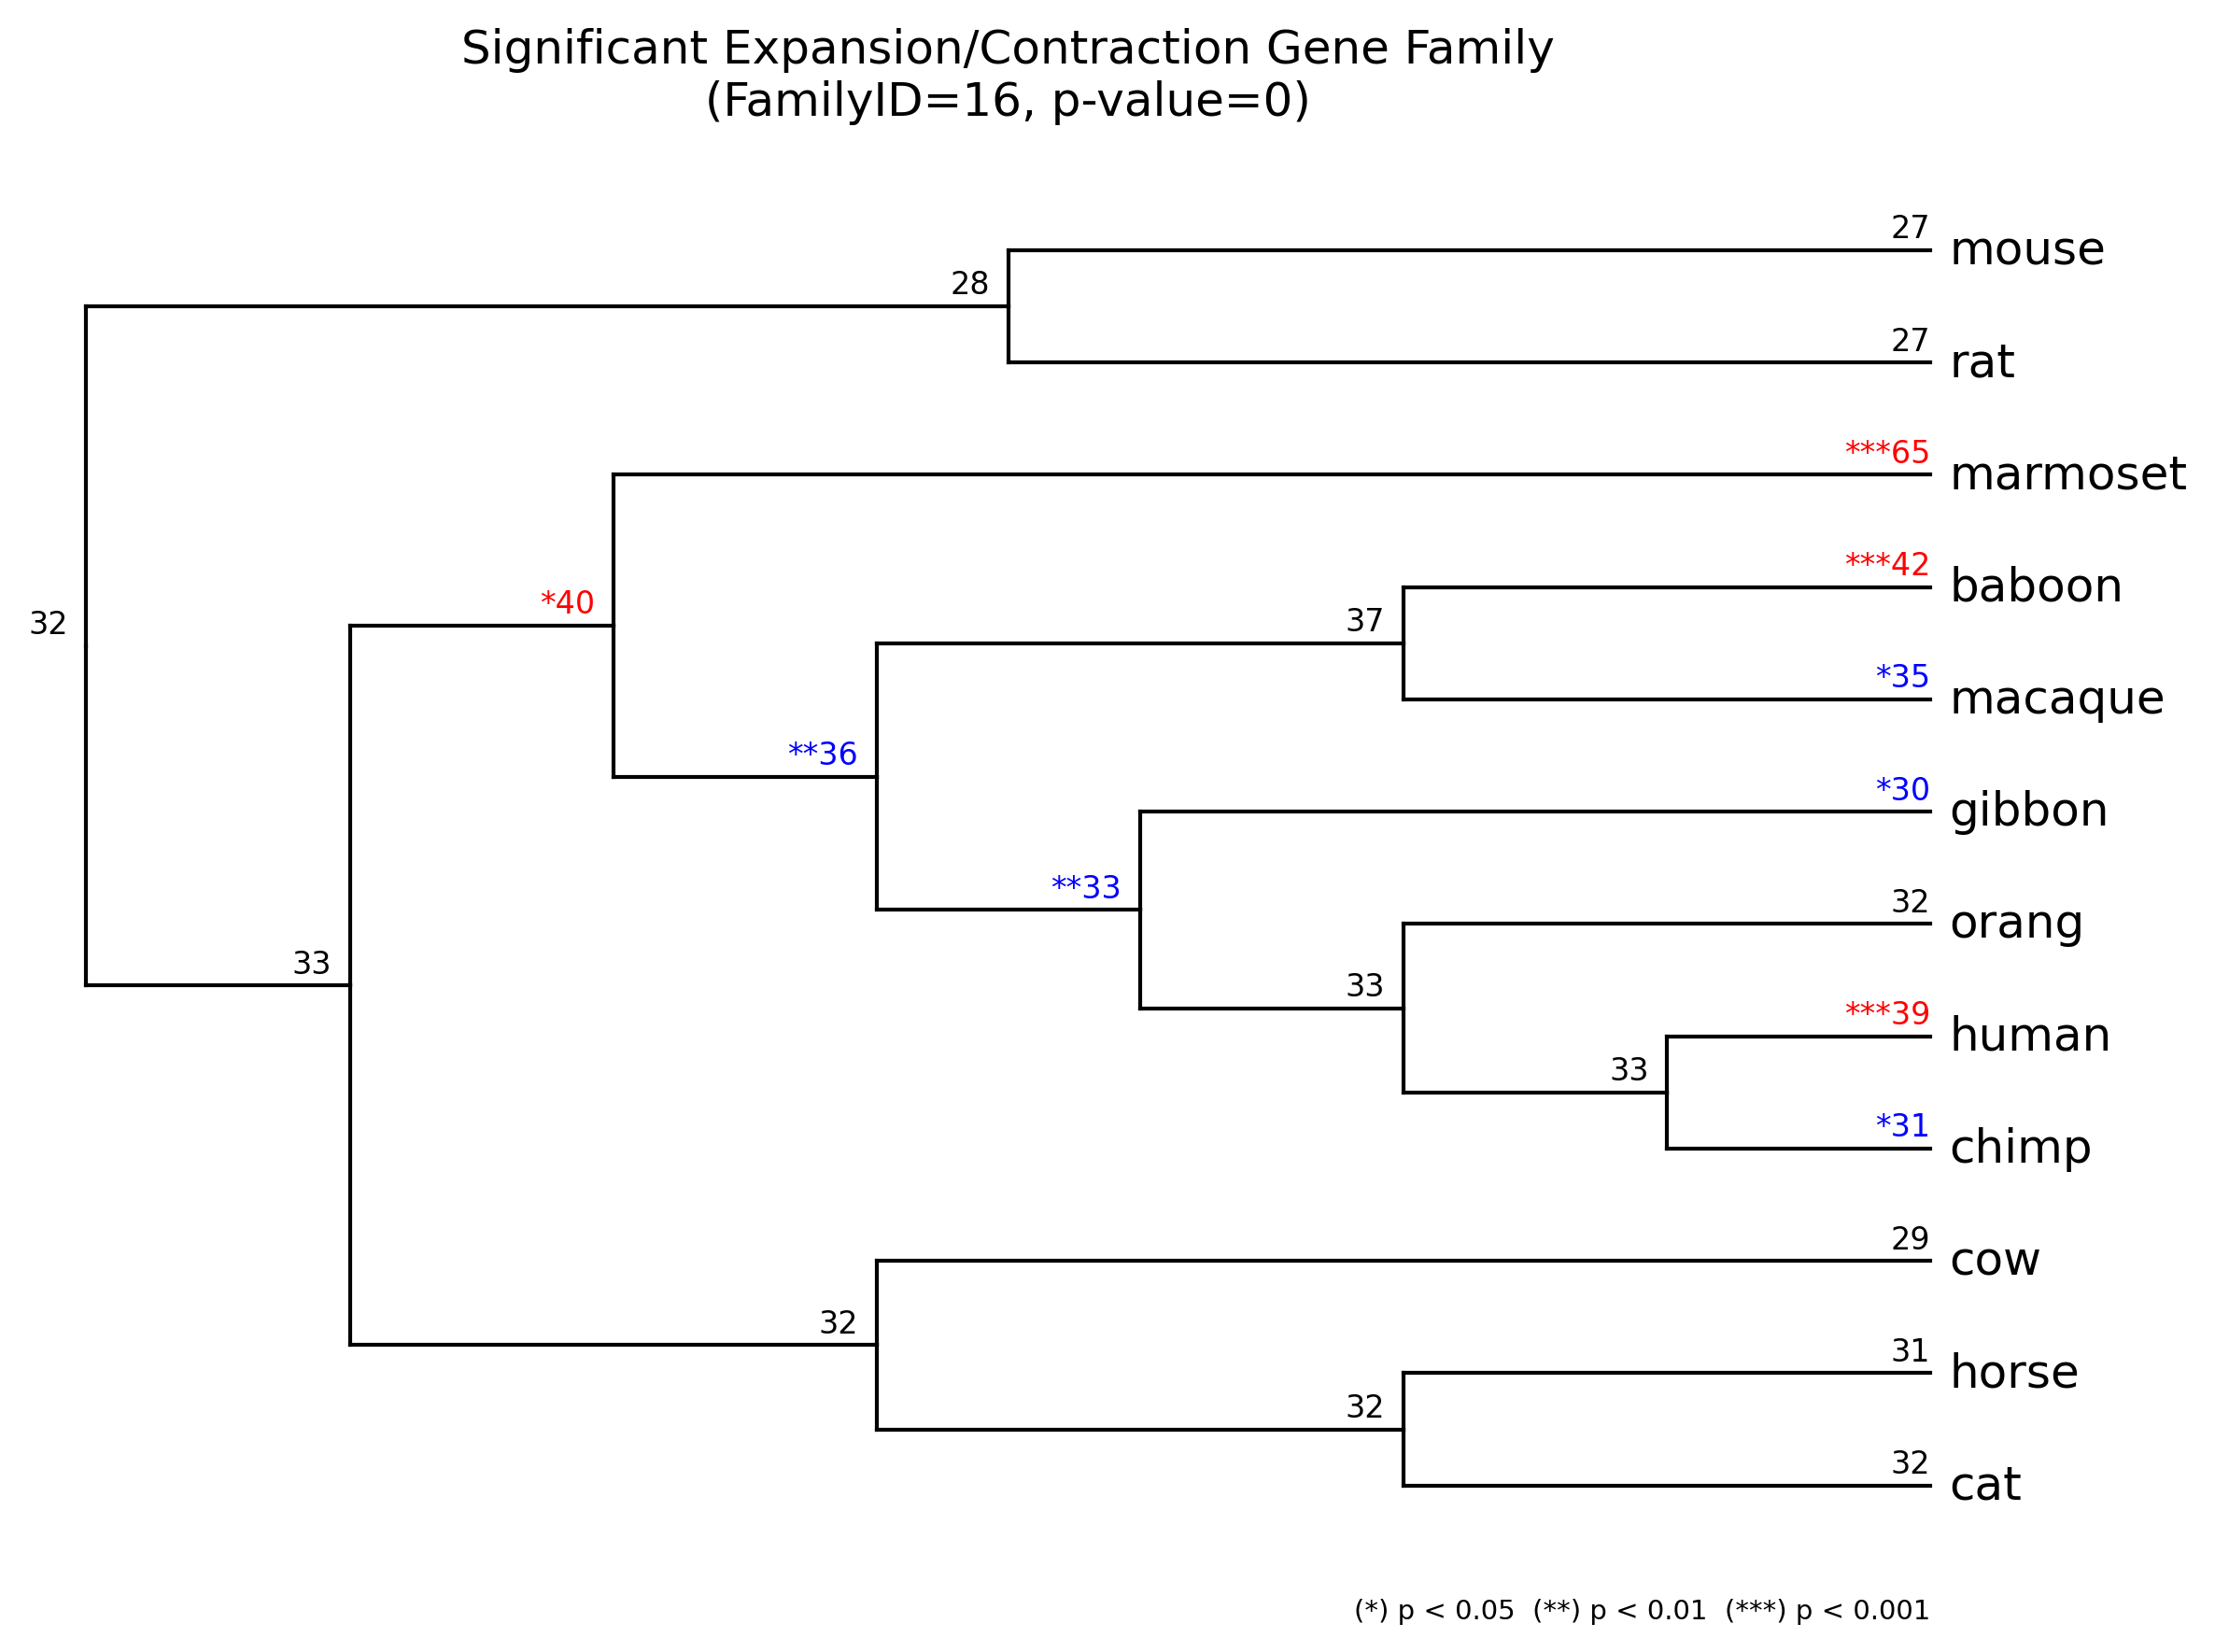 Significant Expansion/Contraction Gene Family
(FamilyID=16, p-value=0)
27
mouse
28
27
rat
***65
marmoset
***42
baboon
*40
32
37
*35
macaque
**36
*30
gibbon
**33
32
orang
33
33
***39
human
33
*31
chimp
29
cow
32
31
horse
32
32
cat
(*) p < 0.05 (**) p < 0.01 (***) p < 0.001